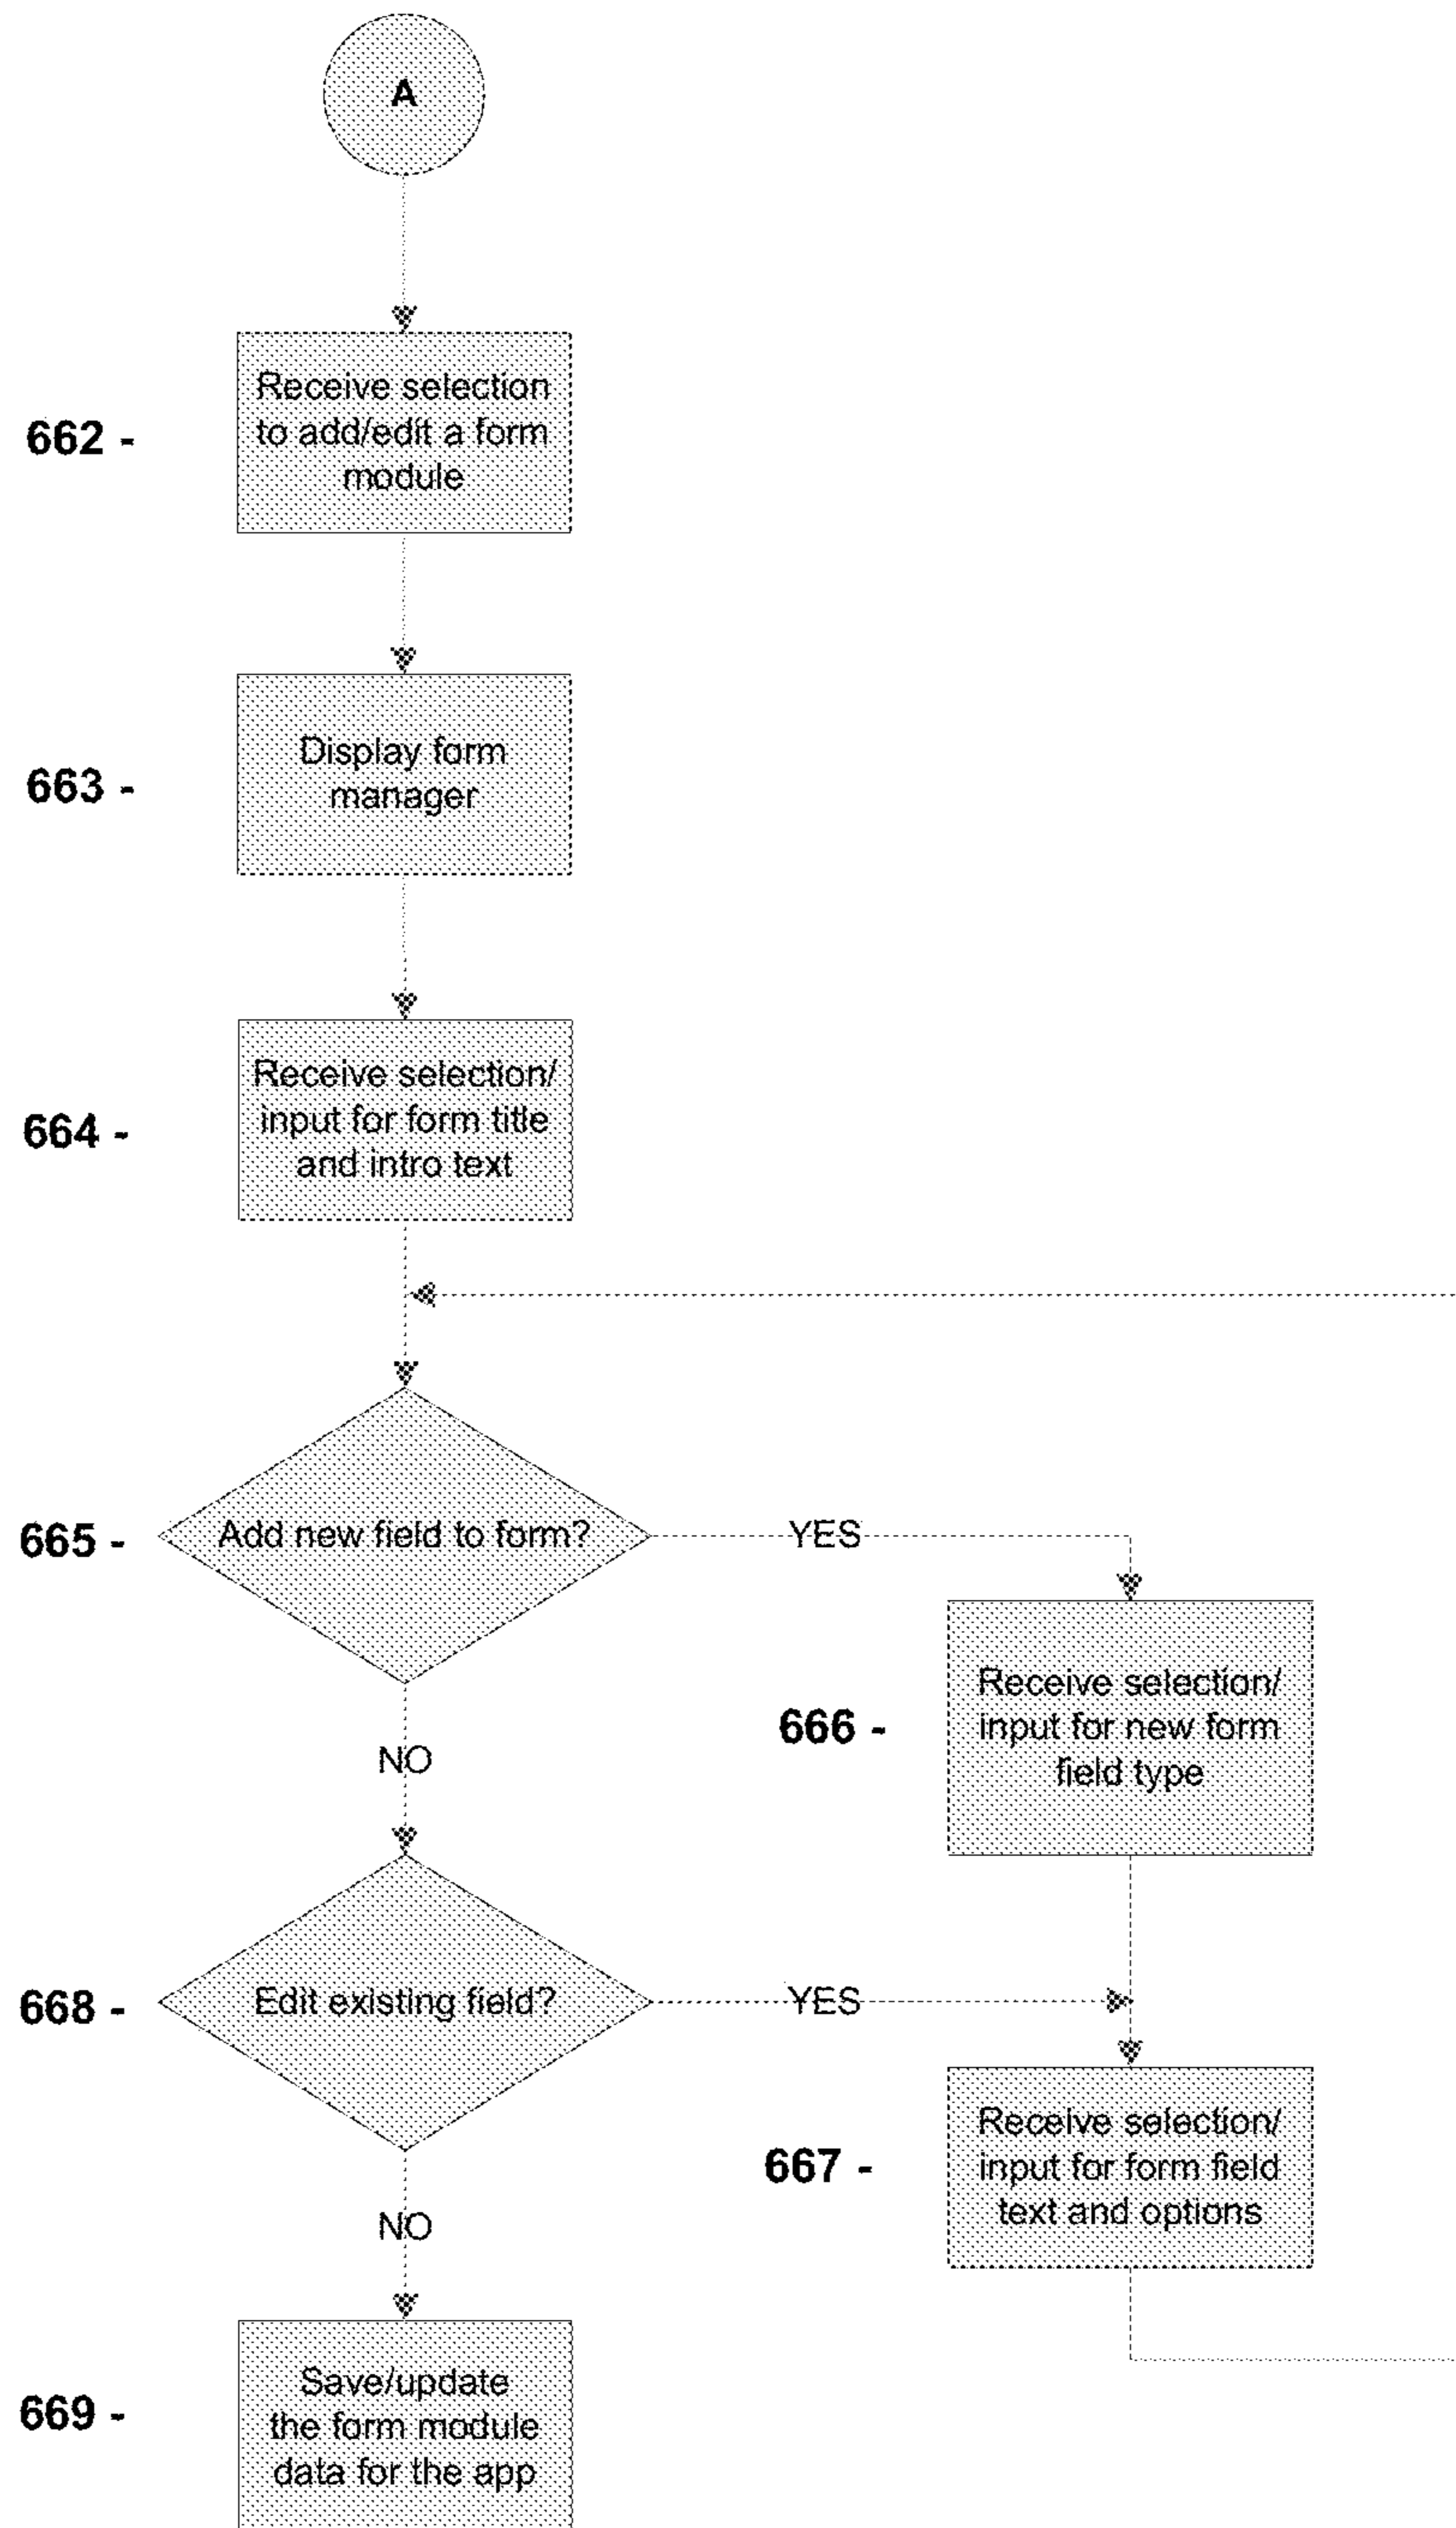 A
662 -
Receive selection
to add/edit a form
module
663 -
Display form
manager
664 -
Receive selection/
input for form title
and intro text
665 -
Add new field to form?
YES
NO
666 -
Receive selection/
input for new form
field type
668 -
Edit existing field?
YES
NO
667 -
Receive selection/
input for form field
text and options
669 -
Save/update
the form module
data for the app